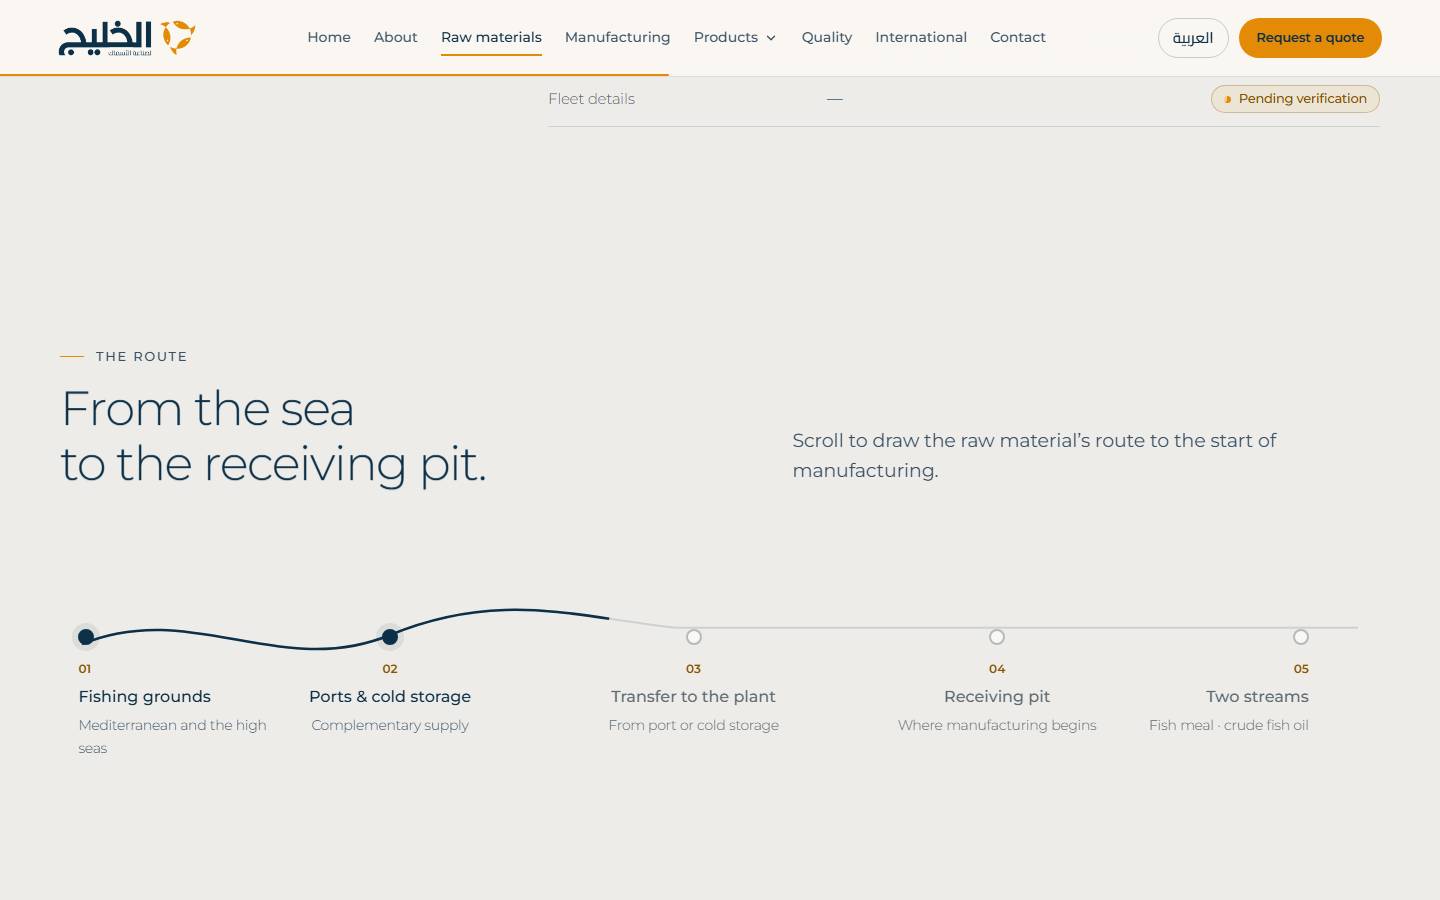 الخليج
لصناعة الأسماك
Home
About
Raw materials
Manufacturing
Products
Quality
International
Contact
العربية
Request a quote
Fleet details
—
Pending verification
THE ROUTE
From the sea
to the receiving pit.
Scroll to draw the raw material’s route to the start of
manufacturing.
01
Fishing grounds
Mediterranean and the high
seas
02
Ports & cold storage
Complementary supply
03
Transfer to the plant
From port or cold storage
04
Receiving pit
Where manufacturing begins
05
Two streams
Fish meal · crude fish oil